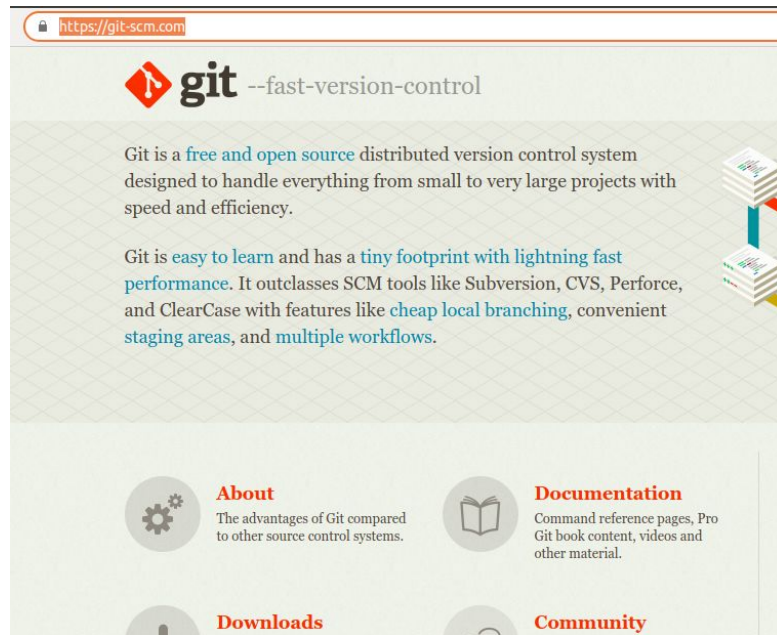 https://git-scm.com
git --fast-version-control
Git is a free and open source distributed version control system
designed to handle everything from small to very large projects with
speed and efficiency.
Git is easy to learn and has a tiny footprint with lightning fast
performance. It outclasses SCM tools like Subversion, CVS, Perforce,
and ClearCase with features like cheap local branching, convenient
staging areas, and multiple workflows.
About
The advantages of Git compared
to other source control systems.
Documentation
Command reference pages, Pro
Git book content, videos and
other material.
Downloads
Community